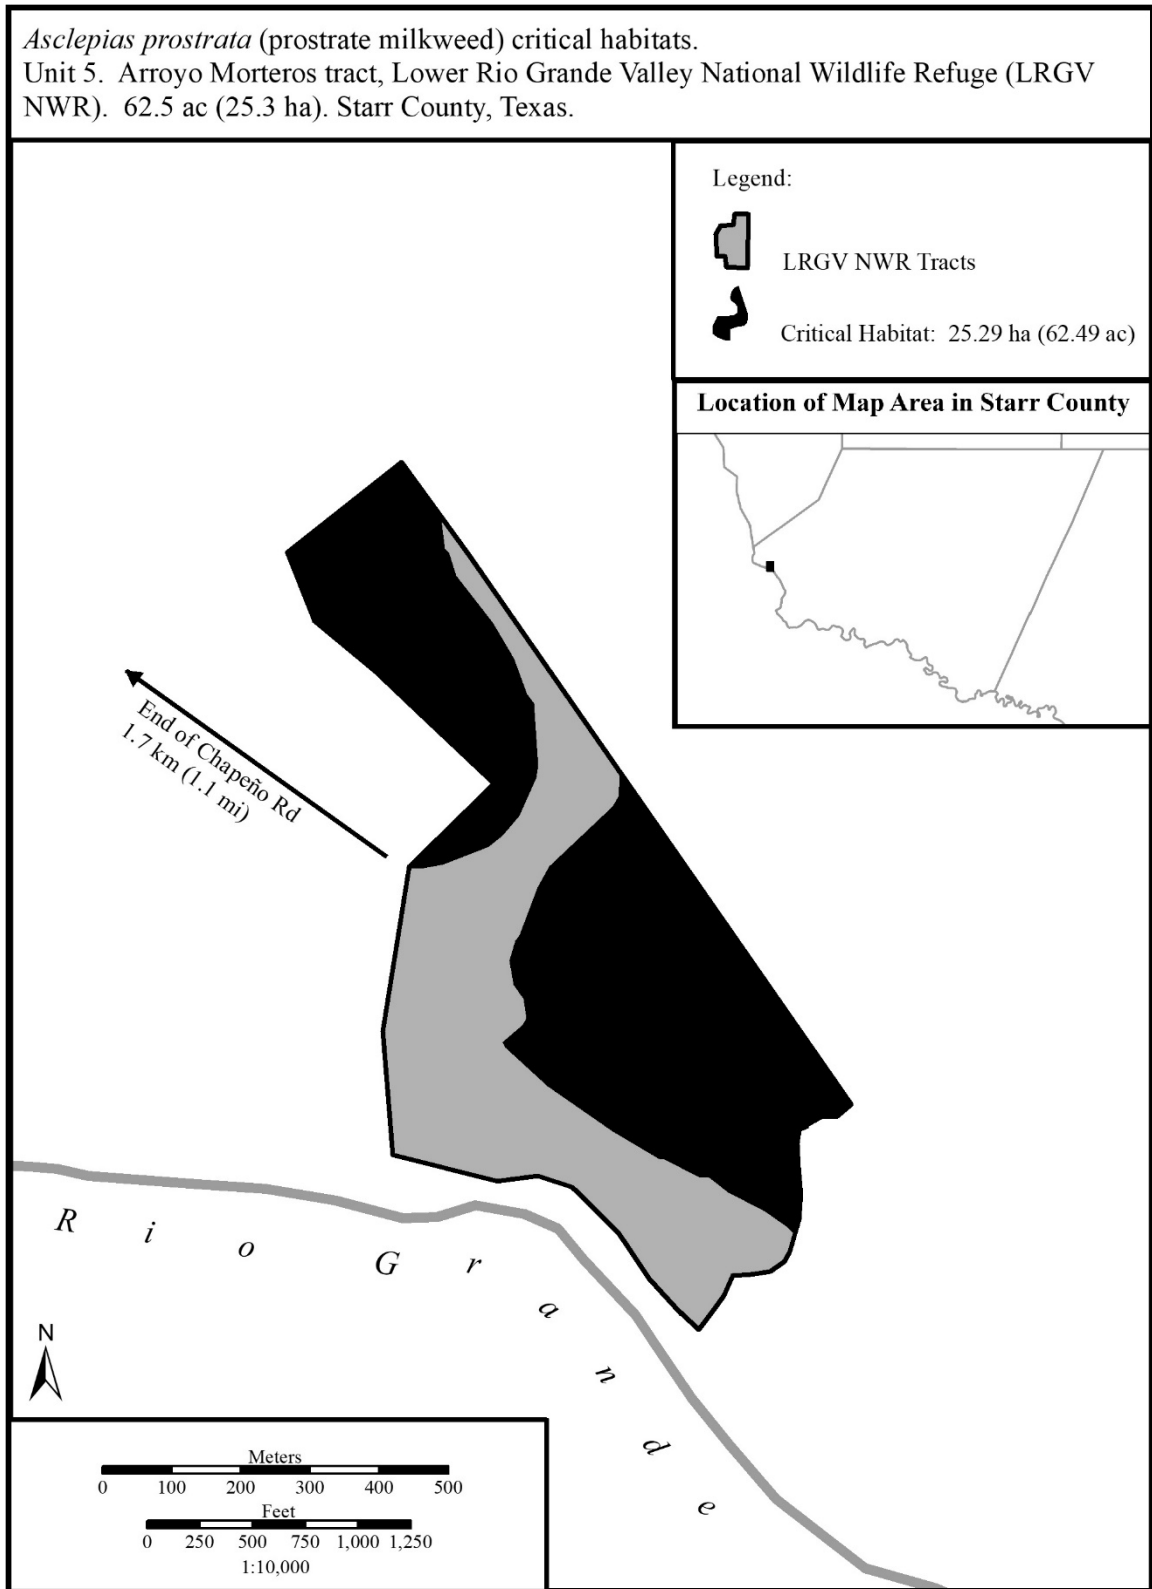 Asclepias prostrata (prostrate milkweed) critical habitats.
Unit 5.  Arroyo Morteros tract, Lower Rio Grande Valley National Wildlife Refuge (LRGV
NWR).  62.5 ac (25.3 ha). Starr County, Texas.
Legend:
LRGV NWR Tracts
Critical Habitat:  25.29 ha (62.49 ac)
Location of Map Area in Starr County
End of Chapeño Rd
1.7 km (1.1 mi)
Rio Grande
N
Meters
0 100 200 300 400 500
Feet
0 250 500 750 1,000 1,250
1:10,000